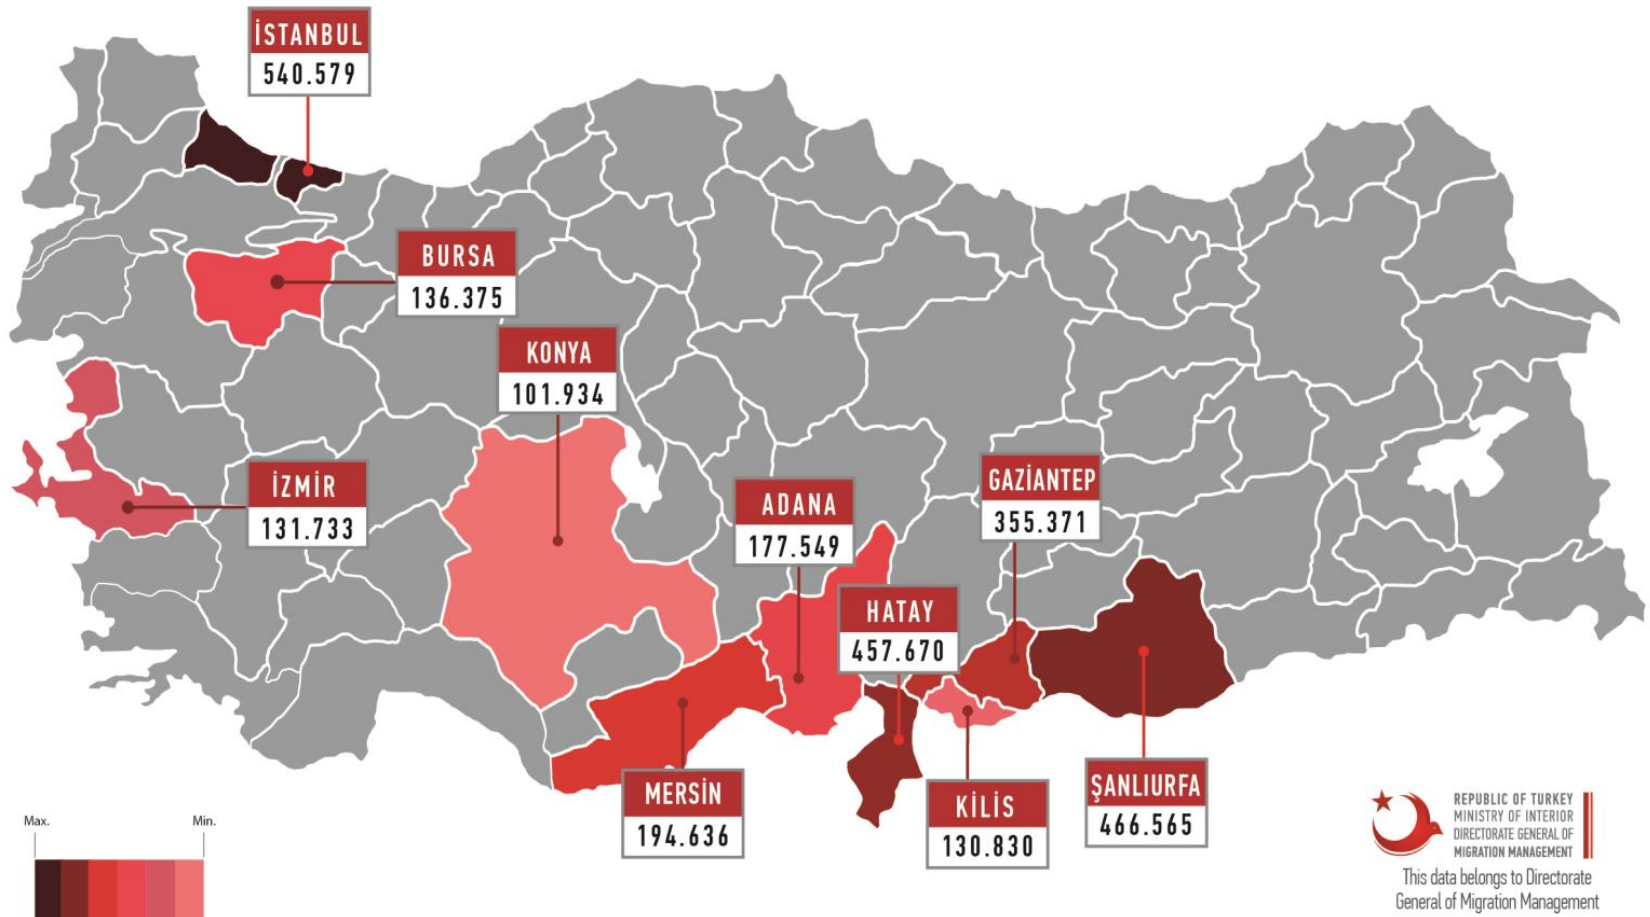 İSTANBUL
540.579
BURSA
136.375
KONYA
101.934
İZMİR
131.733
ADANA
177.549
GAZİANTEP
355.371
HATAY
457.670
MERSİN
194.636
KİLİS
130.830
ŞANLIURFA
466.565
Max.
Min.
REPUBLIC OF TURKEY
MINISTRY OF INTERIOR
DIRECTORATE GENERAL OF
MIGRATION MANAGEMENT
This data belongs to Directorate
General of Migration Management